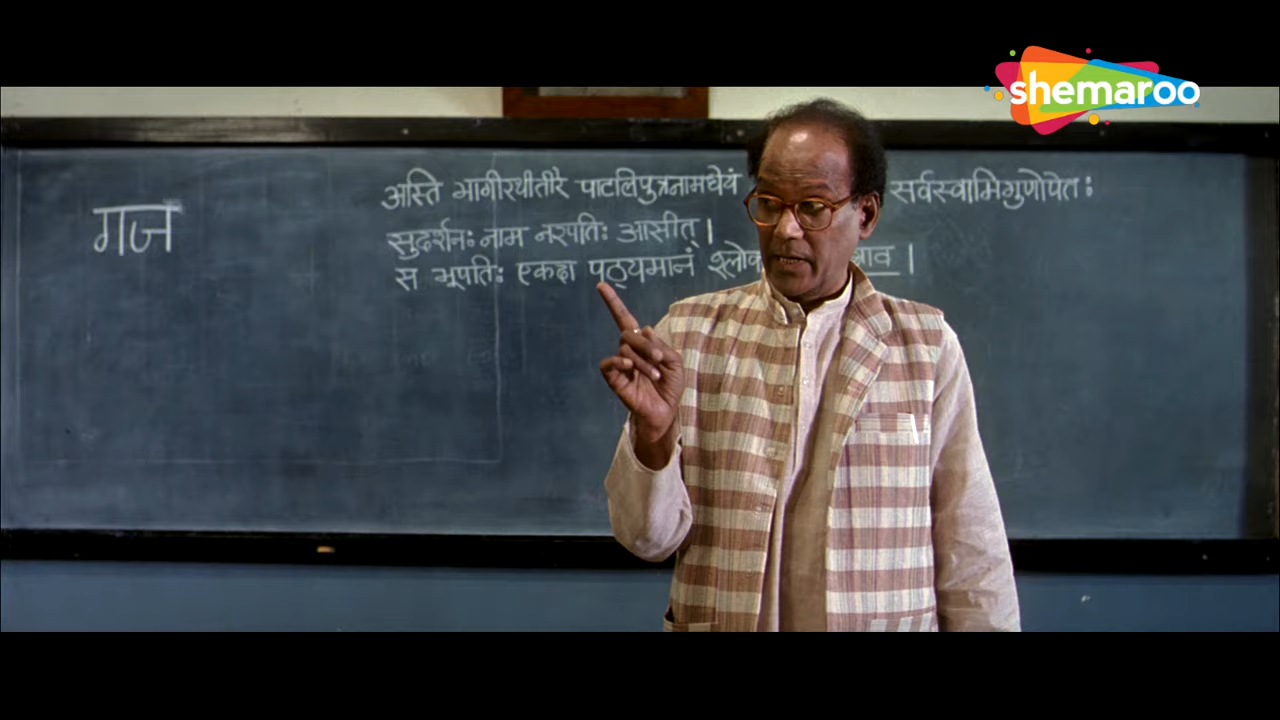 shemaroo
गज
अस्ति भागीरथीतीरे पाटलिपुत्रनामधेयं सर्वस्वामिगुणोपेतः
सुदर्शनः नाम नरपतिः आसीत् ।
स भूपतिः एकदा पठ्यमानं ।